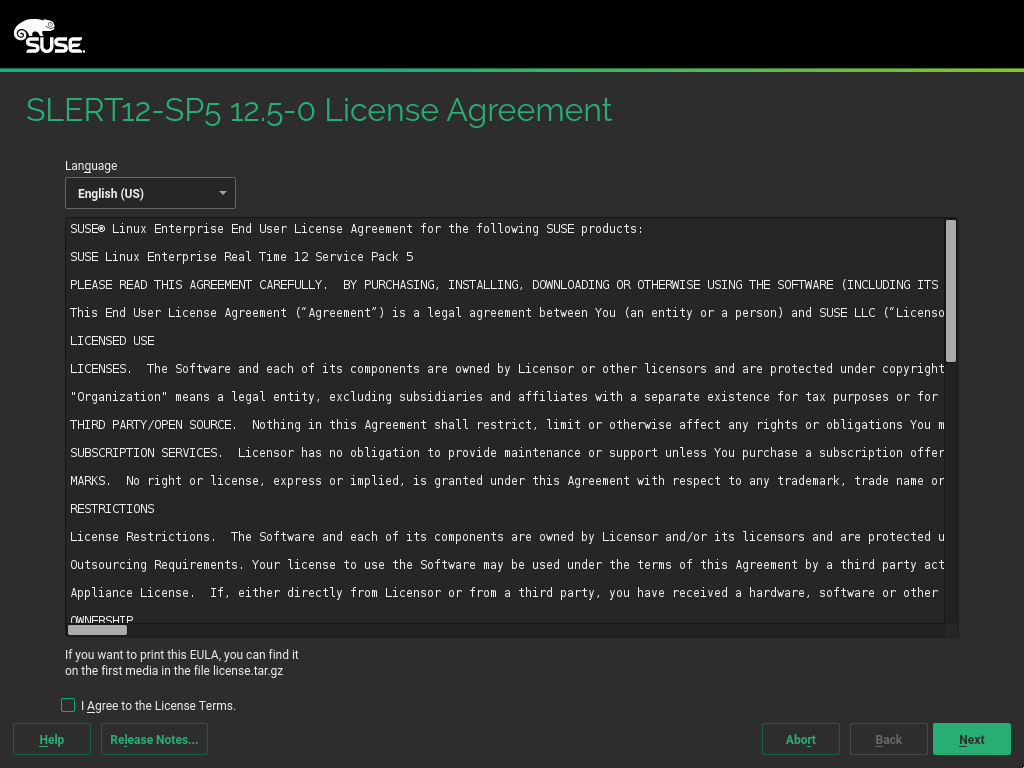 SUSE.
SLERT12-SP5 12.5-0 License Agreement
Language
English (US)
SUSE® Linux Enterprise End User License Agreement for the following SUSE products:
SUSE Linux Enterprise Real Time 12 Service Pack 5
PLEASE READ THIS AGREEMENT CAREFULLY.  BY PURCHASING, INSTALLING, DOWNLOADING OR OTHERWISE USING THE SOFTWARE (INCLUDING ITS
This End User License Agreement (“Agreement”) is a legal agreement between You (an entity or a person) and SUSE LLC (“Licenso
LICENSED USE
LICENSES.  The Software and each of its components are owned by Licensor or other licensors and are protected under copyright
"Organization" means a legal entity, excluding subsidiaries and affiliates with a separate existence for tax purposes or for
THIRD PARTY/OPEN SOURCE.  Nothing in this Agreement shall restrict, limit or otherwise affect any rights or obligations You m
SUBSCRIPTION SERVICES.  Licensor has no obligation to provide maintenance or support unless You purchase a subscription offer
MARKS.  No right or license, express or implied, is granted under this Agreement with respect to any trademark, trade name or
RESTRICTIONS
License Restrictions.  The Software and each of its components are owned by Licensor and/or its licensors and are protected u
Outsourcing Requirements. Your license to use the Software may be used under the terms of this Agreement by a third party act
Appliance License.  If, either directly from Licensor or from a third party, you have received a hardware, software or other
OWNERSHIP
If you want to print this EULA, you can find it
on the first media in the file license.tar.gz
I Agree to the License Terms.
Help
Release Notes...
Abort
Back
Next